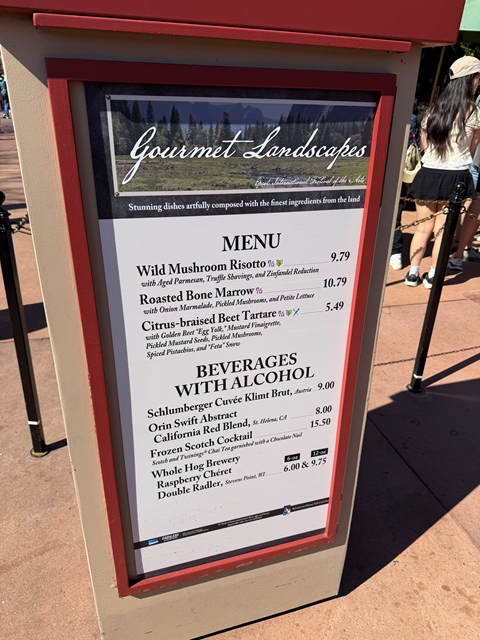 Gourmet Landscapes
Epcot International Festival of the Arts
Stunning dishes artfully composed with the finest ingredients from the land
MENU
Wild Mushroom Risotto 9.79
with Aged Parmesan, Truffle Shavings, and Zinfandel Reduction
Roasted Bone Marrow 10.79
with Onion Marmalade, Pickled Mushrooms, and Petite Lettuce
Citrus-braised Beet Tartare 5.49
with Golden Beet "Egg Yolk," Mustard Vinaigrette,
Pickled Mustard Seeds, Pickled Mushrooms,
Spiced Pistachios, and "Feta" Snow
BEVERAGES
WITH ALCOHOL
Schlumberger Cuvée Klimt Brut, Austria 9.00
Orin Swift Abstract
California Red Blend, St. Helena, CA 8.00
Frozen Scotch Cocktail 15.50
Scotch and Twinings® Chai Tea garnished with a Chocolate Nail
Whole Hog Brewery 6-oz 12-oz
Raspberry Chéret
Double Radler, Stevens Point, WI 6.00 & 9.75